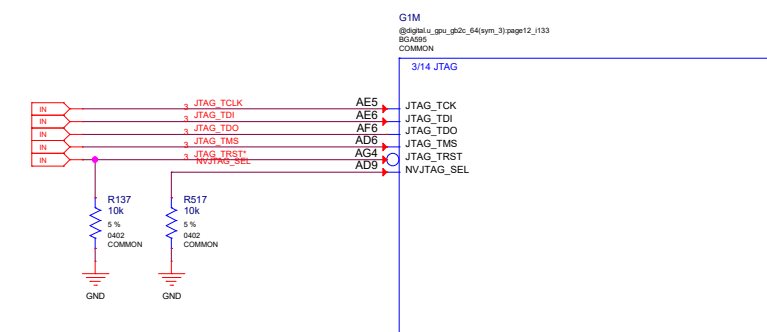 G1M
@digital.u_gpu_gb2c_64(sym_3):page12_i133
BGA595
COMMON
3/14 JTAG
IN 3 JTAG_TCLK AE5 JTAG_TCK
IN 3 JTAG_TDI AE6 JTAG_TDI
IN 3 JTAG_TDO AF6 JTAG_TDO
IN 3 JTAG_TMS AD6 JTAG_TMS
IN 3 JTAG_TRST* AG4 JTAG_TRST
NVJTAG_SEL AD9 NVJTAG_SEL
R137 R517
10k 10k
5 % 5 %
0402 0402
COMMON COMMON
GND GND